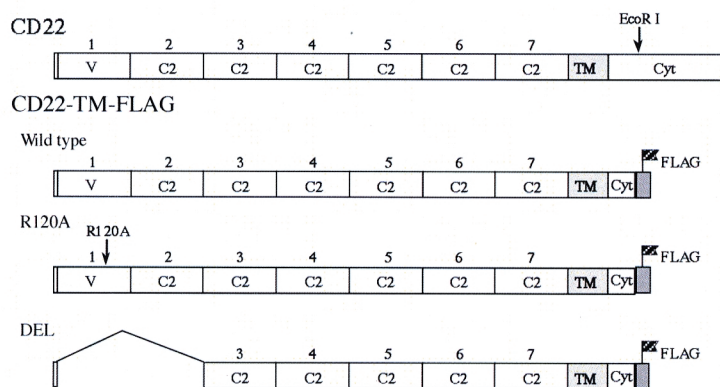 EcoR I
CD22
1 2 3 4 5 6 7
V C2 C2 C2 C2 C2 C2 TM Cyt
CD22-TM-FLAG
Wild type
1 2 3 4 5 6 7
FLAG
V C2 C2 C2 C2 C2 C2 TM Cyt
R120A
R120A
1 2 3 4 5 6 7
FLAG
V C2 C2 C2 C2 C2 C2 TM Cyt
DEL
3 4 5 6 7
FLAG
C2 C2 C2 C2 C2 TM Cyt